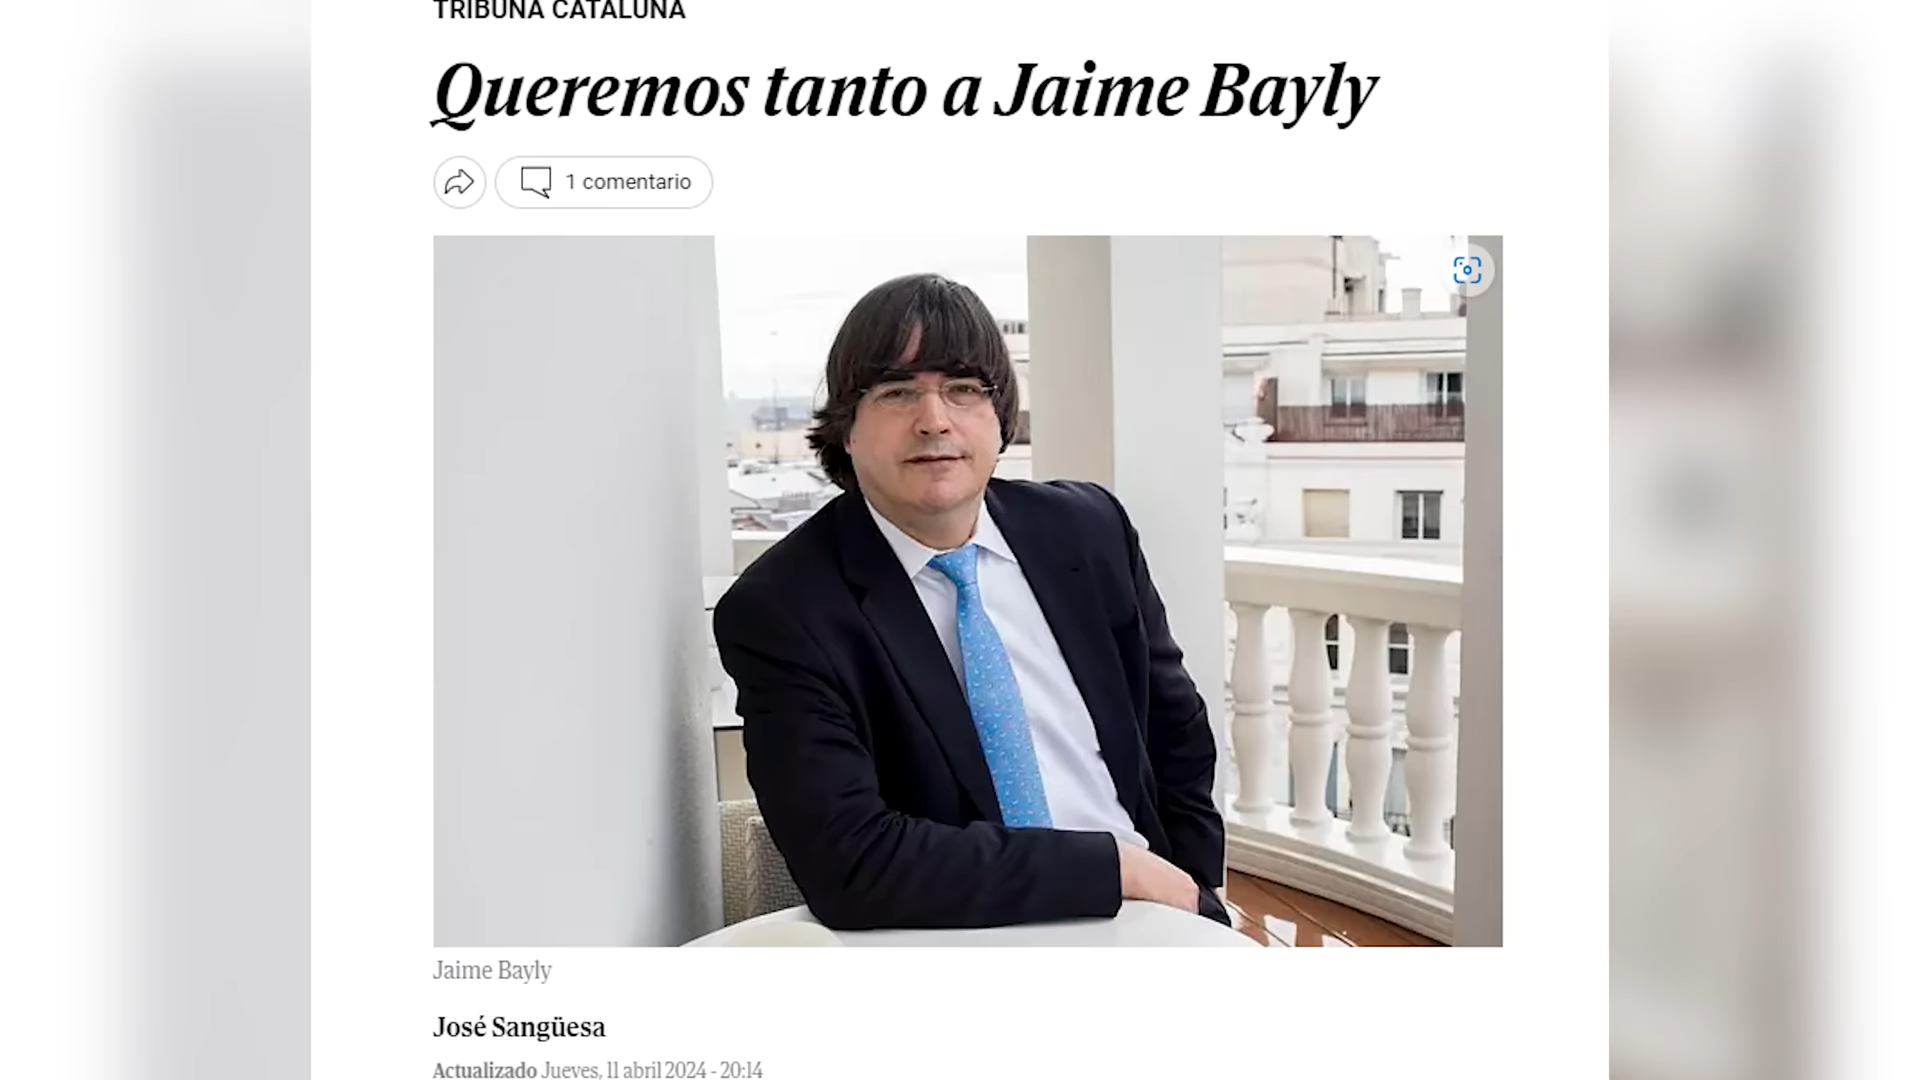 TRIBUNA CATALUÑA
Queremos tanto a Jaime Bayly
1 comentario
Jaime Bayly
José Sangüesa
Actualizado Jueves, 11 abril 2024 - 20:14